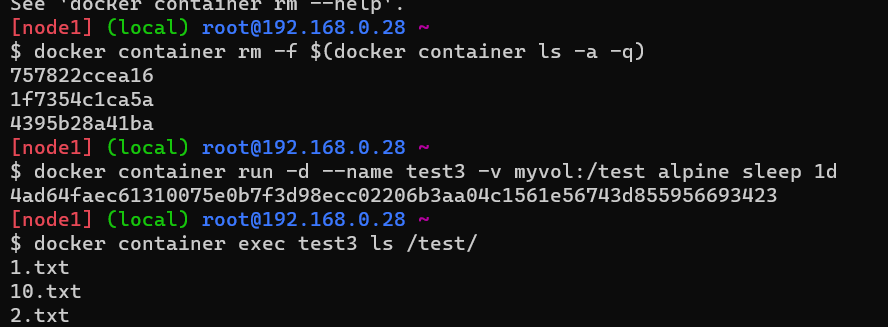 See 'docker container rm --help'.
[node1] (local) root@192.168.0.28 ~
$ docker container rm -f $(docker container ls -a -q)
757822ccea16
1f7354c1ca5a
4395b28a41ba
[node1] (local) root@192.168.0.28 ~
$ docker container run -d --name test3 -v myvol:/test alpine sleep 1d
4ad64faec61310075e0b7f3d98ecc02206b3aa04c1561e56743d855956693423
[node1] (local) root@192.168.0.28 ~
$ docker container exec test3 ls /test/
1.txt
10.txt
2.txt